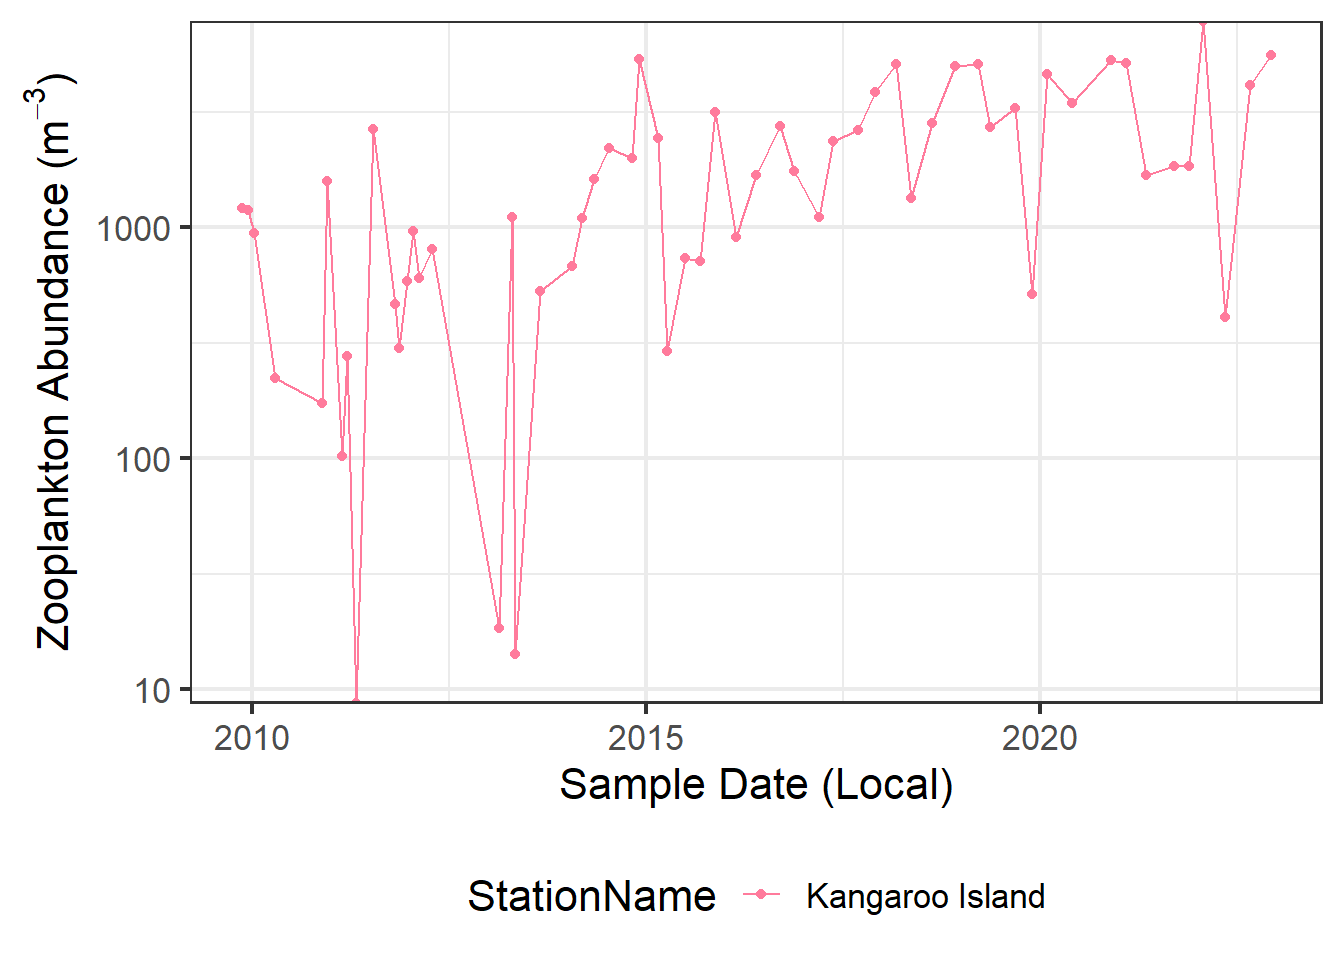 Zooplankton Abundance (m⁻³)
1000
100
10
2010 2015 2020
Sample Date (Local)
StationName Kangaroo Island